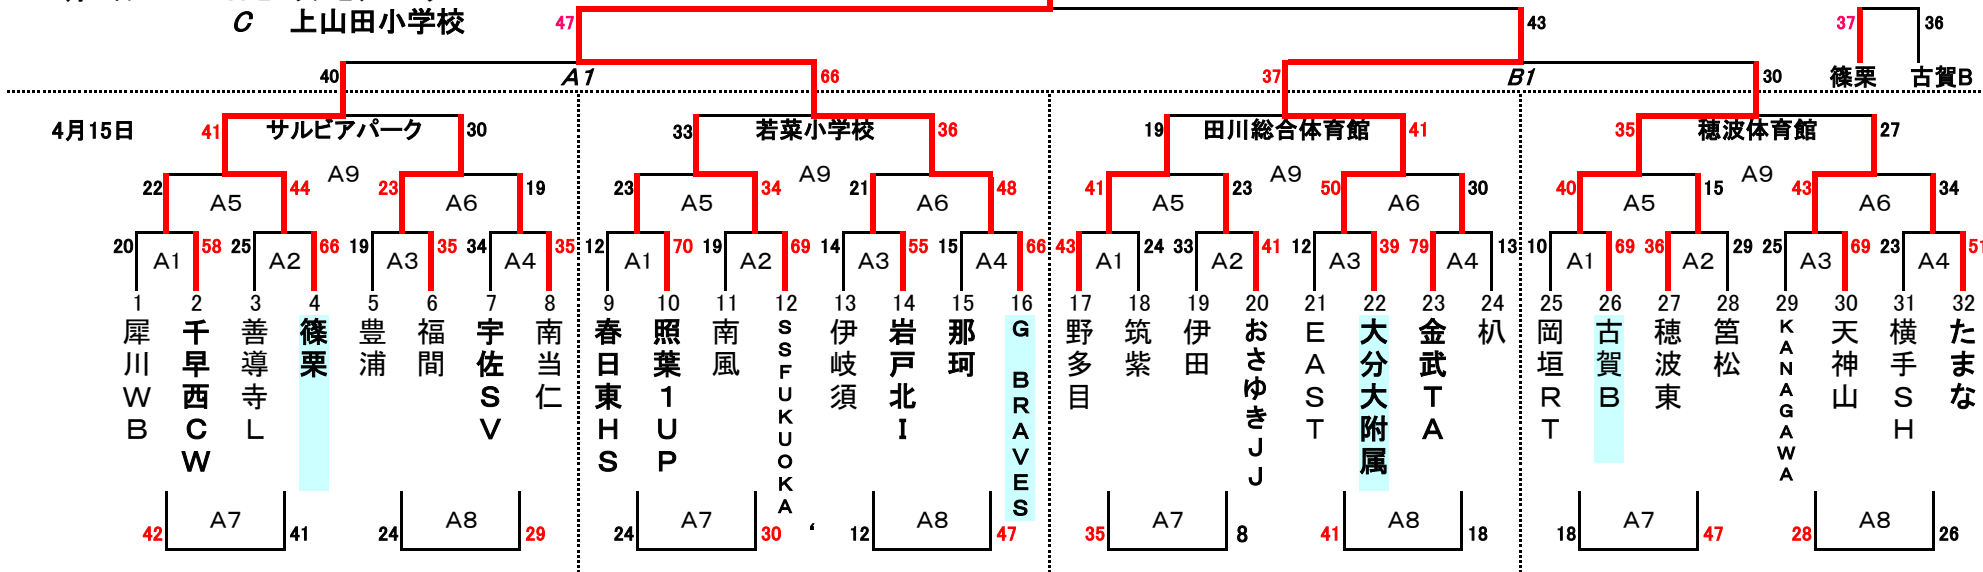 C 上山田小学校
47 43 37 36
40 A1 66 37 B1 30 篠栗 古賀B
4月15日 41 サルビアパーク 30 33 若菜小学校 36 19 田川総合体育館 41 35 穂波体育館 27
A9 A9 A9 A9
22 44 23 19 23 34 21 48 41 23 50 30 40 15 43 34
A5 A6 A5 A6 A5 A6 A5 A6
20 58 25 66 19 35 34 35 12 70 19 69 14 55 15 66 43 24 33 41 12 39 79 13 10 69 36 29 25 69 23 51
A1 A2 A3 A4 A1 A2 A3 A4 A1 A2 A3 A4 A1 A2 A3 A4
1 2 3 4 5 6 7 8 9 10 11 12 13 14 15 16 17 18 19 20 21 22 23 24 25 26 27 28 29 30 31 32
犀川WB
千早西CW
善導寺L
篠栗
豊浦
福間
宇佐SV
南当仁
春日東HS
照葉1UP
南風
SSFUKUOKA
伊岐須
岩戸北I
那珂
G BRAVES
野多目
筑紫
伊田
おさゆきJJ
EAST
大分大附属
金武TA
朳
岡垣RT
古賀B
穂波東
筥松
KANAGAWA
天神山
横手SH
たまな
A7 A8 A7 A8 A7 A8 A7 A8
42 41 24 29 24 30 12 47 35 8 41 18 18 47 28 26